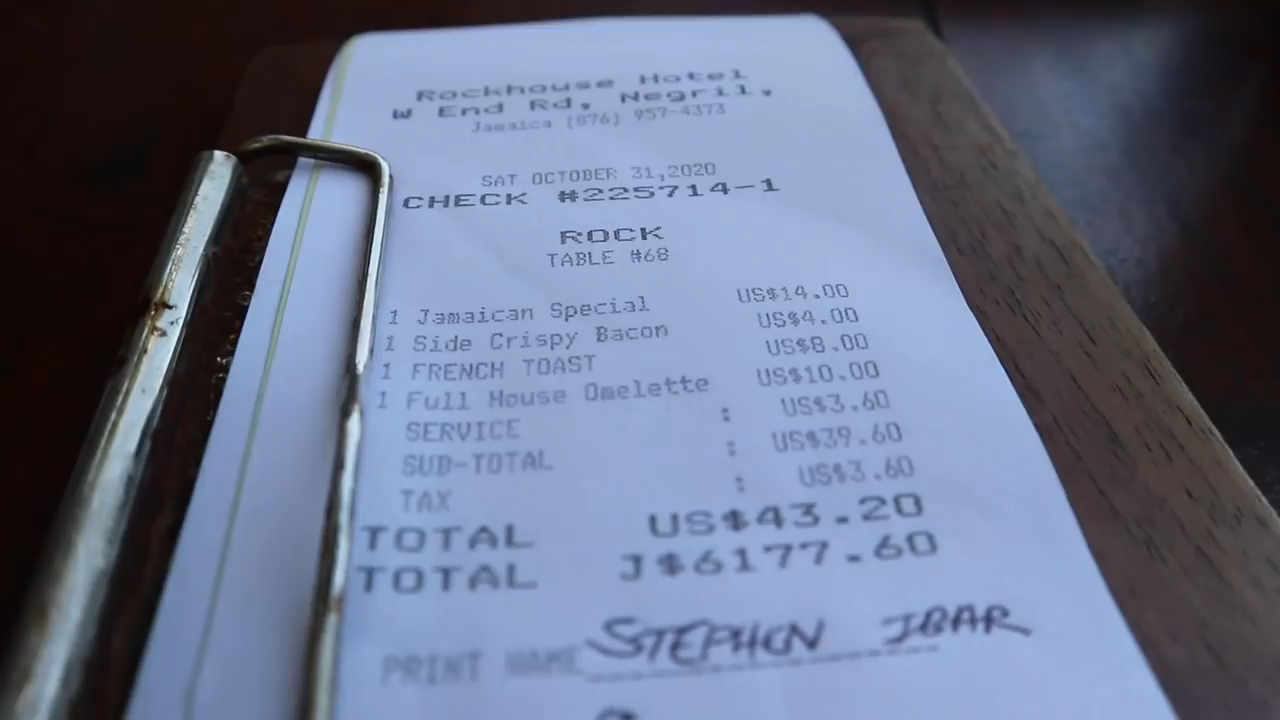 Rockhouse Hotel
W End Rd, Negril,
Jamaica (876) 957-4373
SAT OCTOBER 31,2020
CHECK #225714-1
ROCK
TABLE #68
1 Jamaican Special US$14.00
1 Side Crispy Bacon US$4.00
1 FRENCH TOAST US$8.00
1 Full House Omelette US$10.00
SERVICE : US$3.60
SUB-TOTAL : US$39.60
TAX : US$3.60
TOTAL US$43.20
TOTAL J$6177.60
PRINT NAME STEPHEN